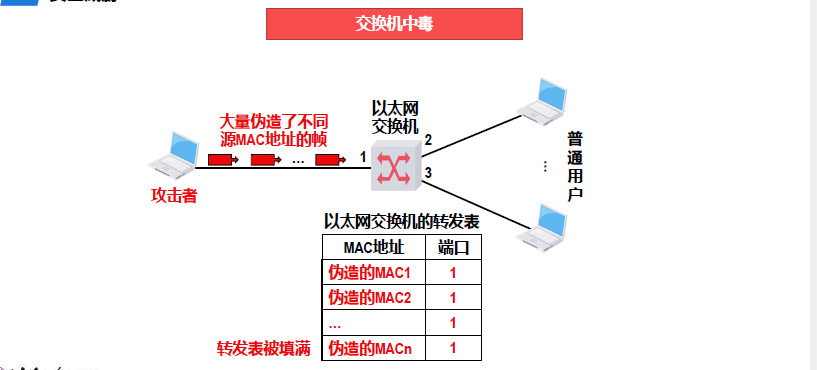 交换机中毒
大量伪造了不同
源MAC地址的帧
以太网
交换机
...
1
2
3
攻击者
普通用户
...
以太网交换机的转发表
MAC地址 端口
伪造的MAC1 1
伪造的MAC2 1
... 1
转发表被填满 伪造的MACn 1